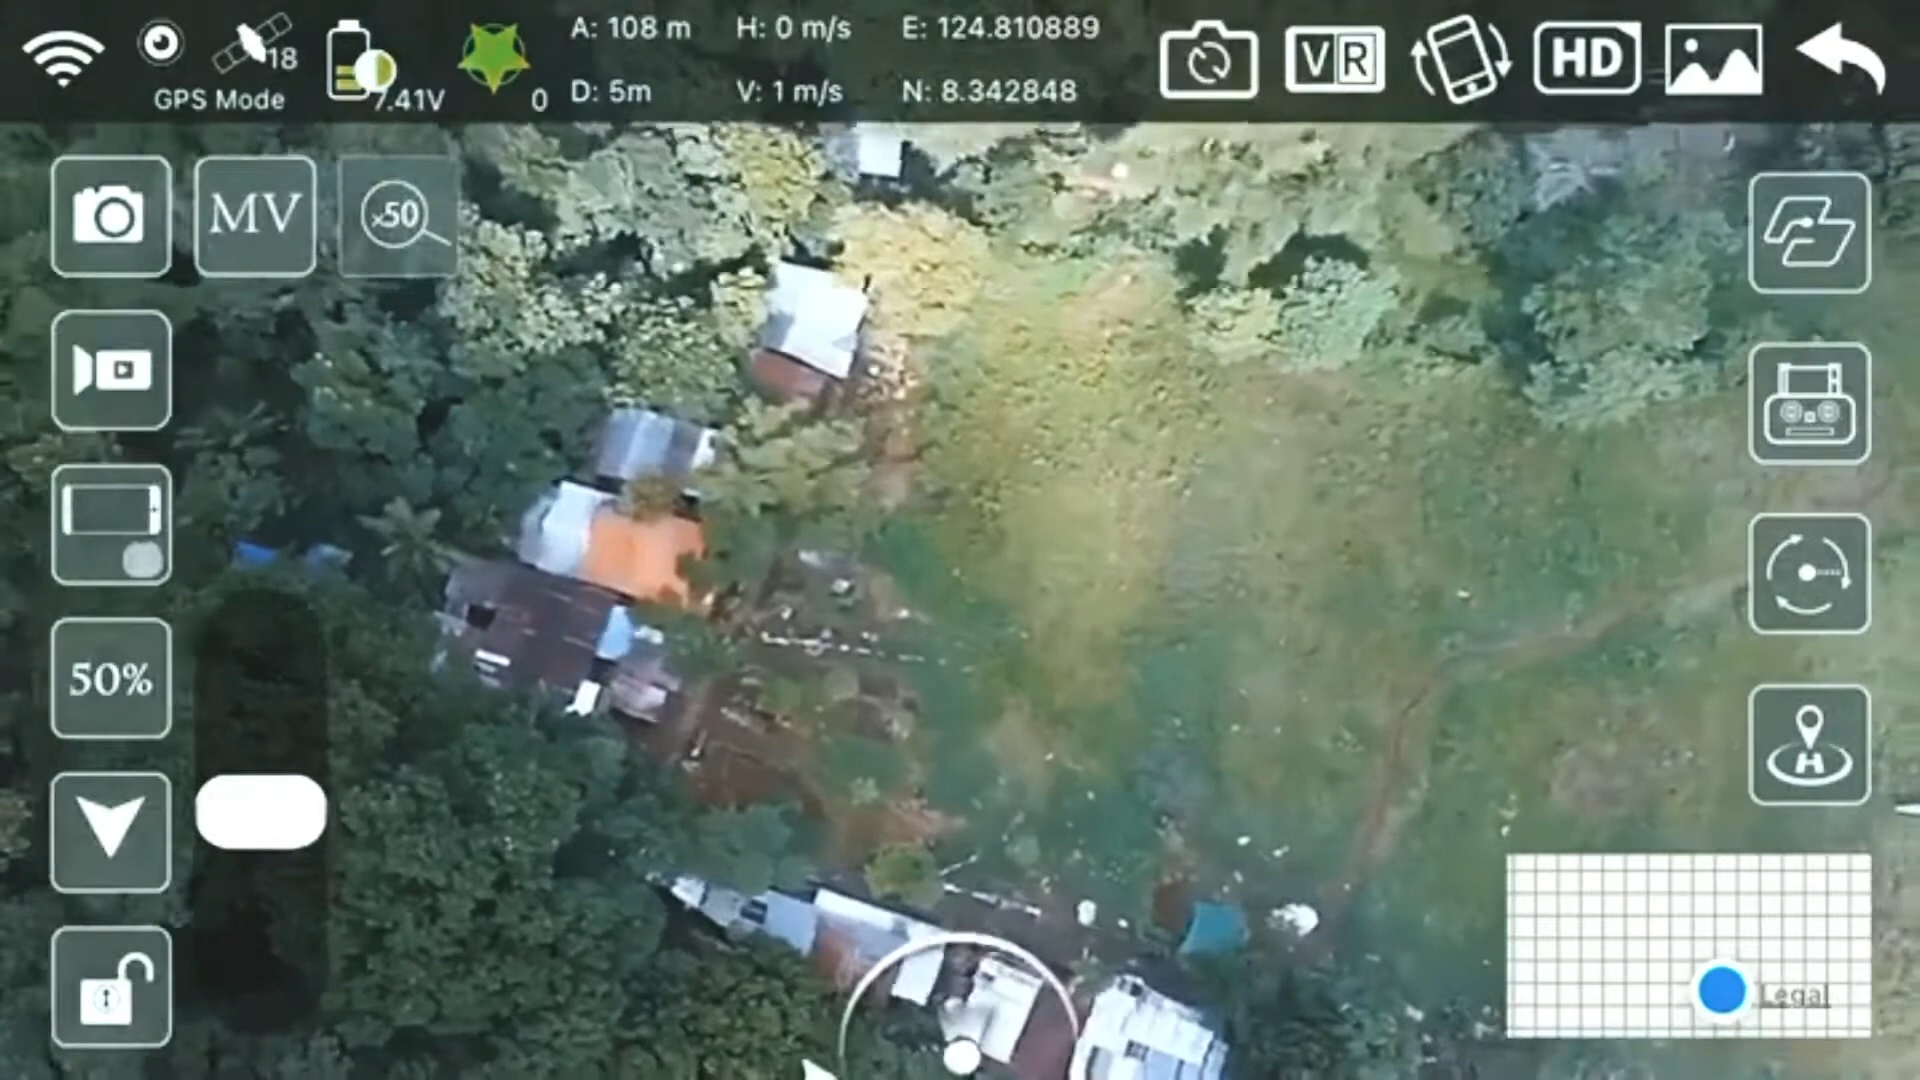 A: 108 m H: 0 m/s E: 124.810889
18
GPS Mode
7.41V
0
D: 5m V: 1 m/s N: 8.342848
VR
HD
MV
x50
50%
H
Legal